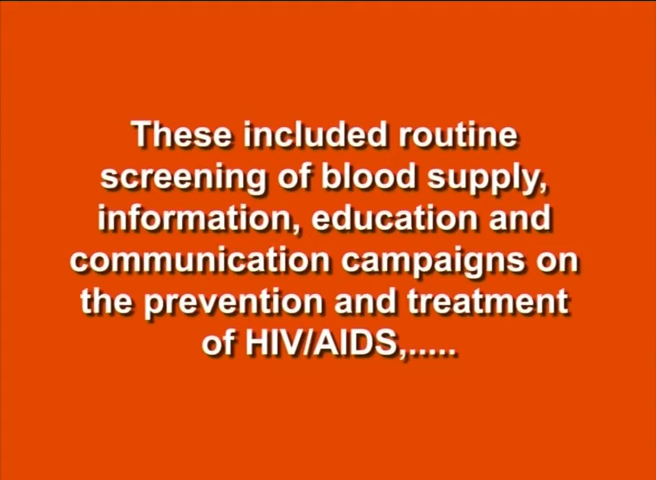 These included routine
screening of blood supply,
information, education and
communication campaigns on
the prevention and treatment
of HIV/AIDS,.....